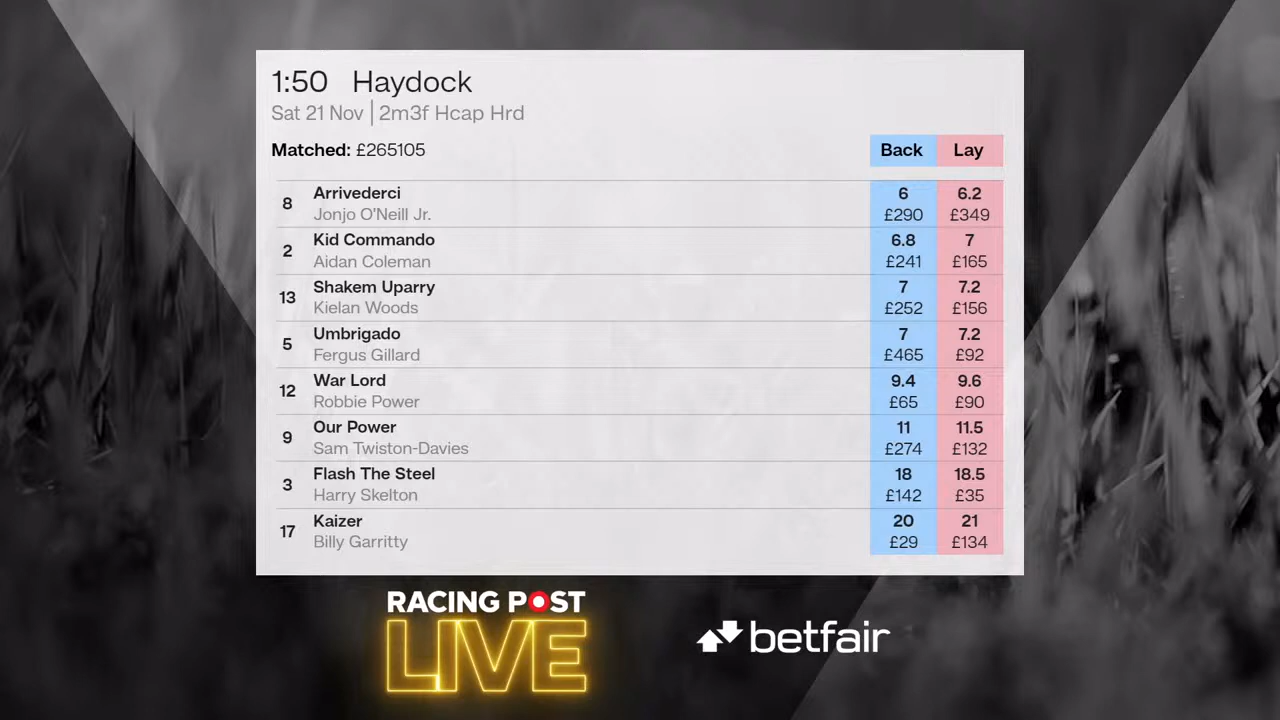 1:50 Haydock
Sat 21 Nov | 2m3f Hcap Hrd
Matched: £265105 Back Lay
8 Arrivederci 6 6.2
Jonjo O'Neill Jr. £290 £349
2 Kid Commando 6.8 7
Aidan Coleman £241 £165
13 Shakem Uparry 7 7.2
Kielan Woods £252 £156
5 Umbrigado 7 7.2
Fergus Gillard £465 £92
12 War Lord 9.4 9.6
Robbie Power £65 £90
9 Our Power 11 11.5
Sam Twiston-Davies £274 £132
3 Flash The Steel 18 18.5
Harry Skelton £142 £35
17 Kaizer 20 21
Billy Garritty £29 £134
RACING POST
LIVE
betfair